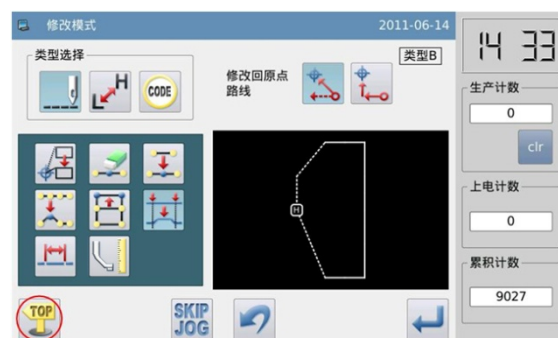 修改模式
2011-06-14
14 33
类型选择
L H
CODE
修改回原点
路线
类型B
生产计数
0
clr
上电计数
0
H
累积计数
9027
TOP
SKIP
JOG